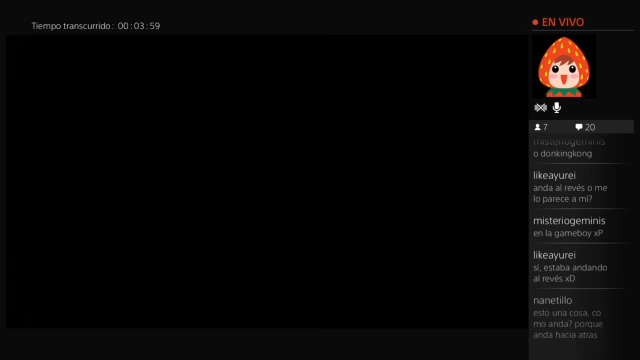 Tiempo transcurrido: 00:03:59
EN VIVO
7 20
misteriogeminis
o donkingkong
likeayurei
anda al revés o me
lo parece a mí?
misteriogeminis
en la gameboy xP
likeayurei
sí, estaba andando
al revés xD
nanetillo
esto una cosa, co
mo anda? porque
anda hacia atras